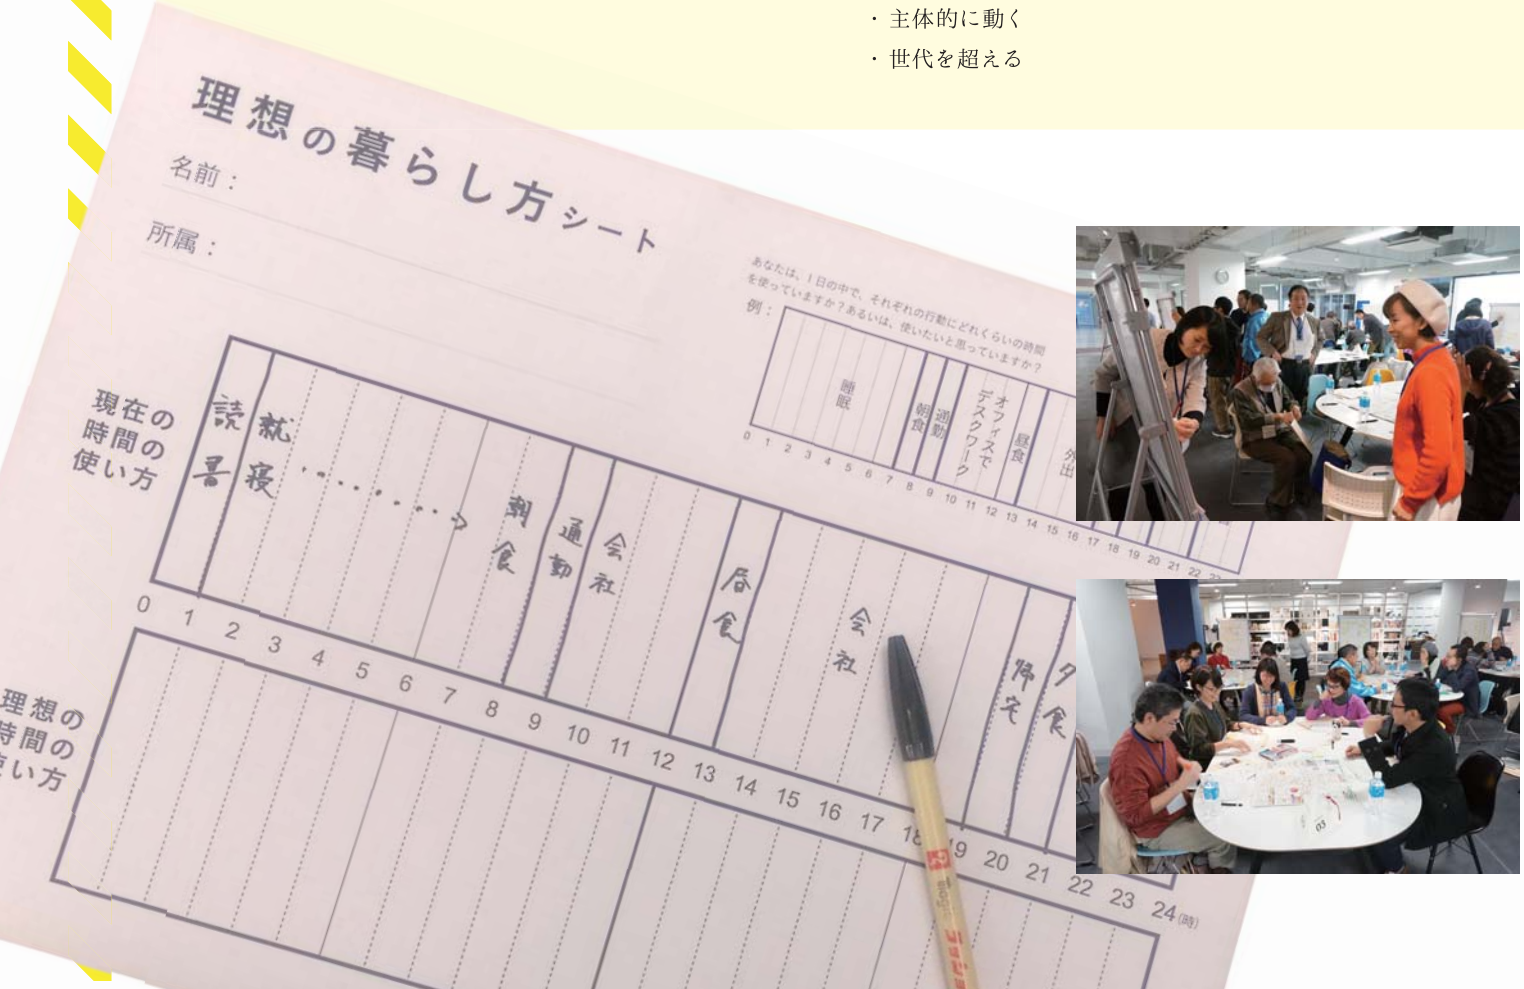 ・ 主体的に動く
・ 世代を超える
理想の暮らし方シート
名前：
所属：
あなたは、1日の中で、それぞれの行動にどれくらいの時間
を使っていますか？あるいは、使いたいと思っていますか？
例：
睡眠
朝食
通勤
オフィスで
デスクワーク
昼食
外出
0 1 2 3 4 5 6 7 8 9 10 11 12 13 14 15 16 17 18 19 20 21 22
現在の
時間の
使い方
読書
就寝
朝食
通勤
会社
昼食
会社
帰宅
夕食
0 1 2 3 4 5 6 7 8 9 10 11 12 13 14 15 16 17 18 19 20 21 22 23 24(時)
理想の
時間の
い方
03